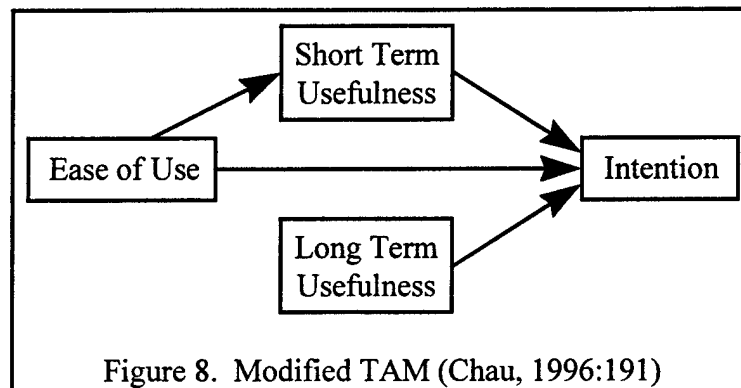 Short Term
Usefulness
Ease of Use
Intention
Long Term
Usefulness
Figure 8. Modified TAM (Chau, 1996:191)